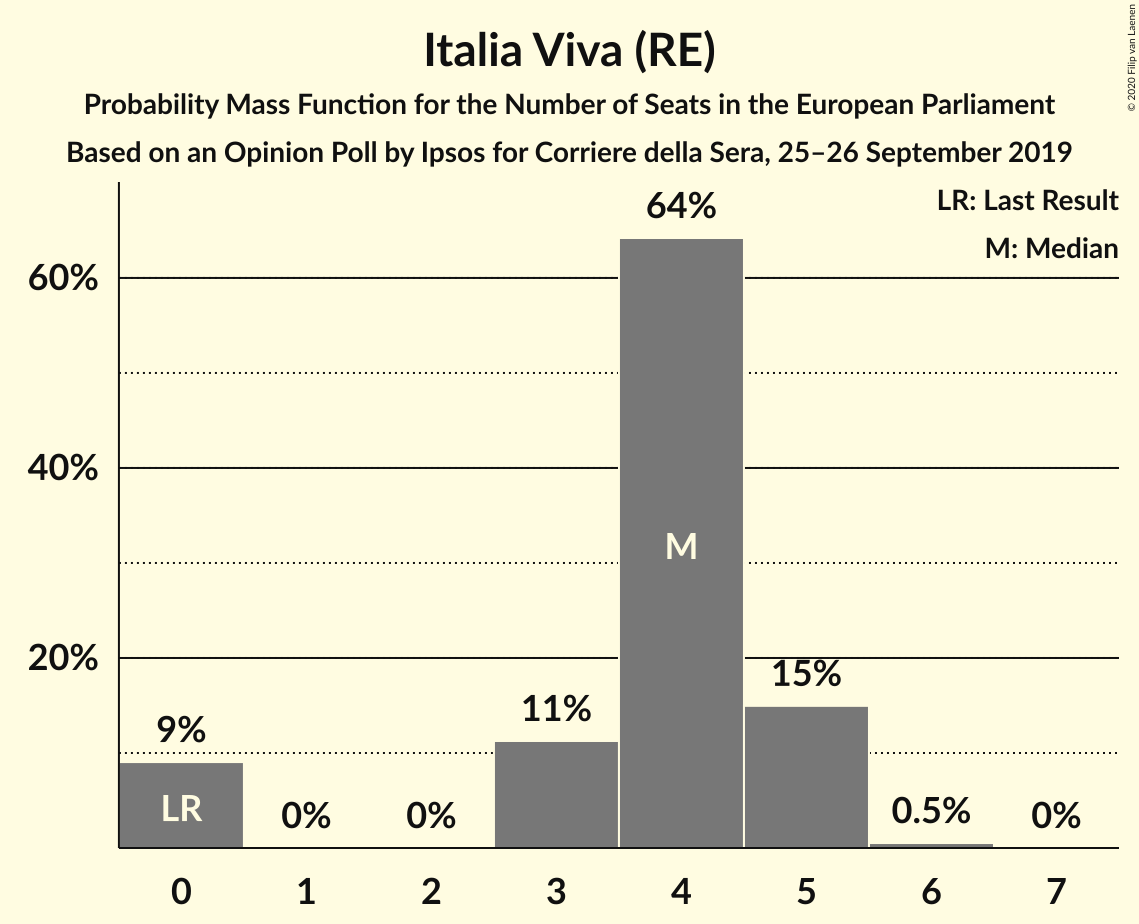 Italia Viva (RE)
Probability Mass Function for the Number of Seats in the European Parliament
Based on an Opinion Poll by Ipsos for Corriere della Sera, 25–26 September 2019
© 2020 Filip van Laenen
LR: Last Result
M: Median
60%
40%
20%
9%
0%
0%
11%
64%
15%
0.5%
0%
LR
M
0 1 2 3 4 5 6 7